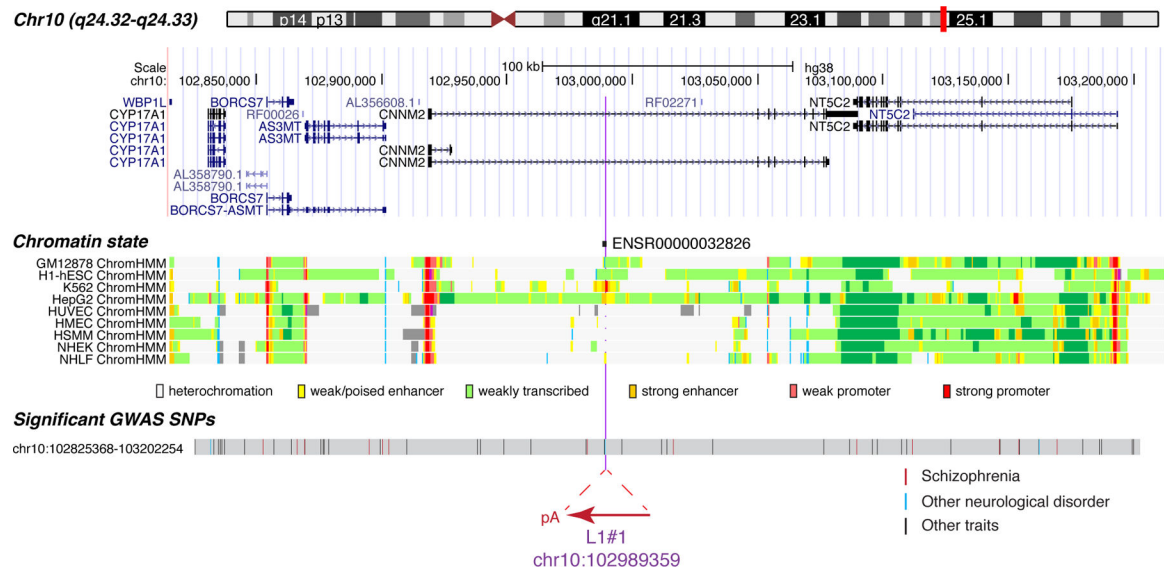 Chr10 (q24.32-q24.33) p14 p13 q21.1 21.3 23.1 25.1
Scale 100 kb hg38
chr10: 102,850,000 102,900,000 102,950,000 103,000,000 103,050,000 103,100,000 103,150,000 103,200,000
WBP1L BORCS7 AL356608.1 RF02271 NT5C2
CYP17A1 RF00026 CNNM2 NT5C2
CYP17A1 AS3MT NT5C2
CYP17A1 AS3MT
CYP17A1 CNNM2
CYP17A1 CNNM2
AL358790.1
AL358790.1
BORCS7
BORCS7-ASMT
Chromatin state ENSR00000032826
GM12878 ChromHMM
H1-hESC ChromHMM
K562 ChromHMM
HepG2 ChromHMM
HUVEC ChromHMM
HMEC ChromHMM
HSMM ChromHMM
NHEK ChromHMM
NHLF ChromHMM
heterochromation weak/poised enhancer weakly transcribed strong enhancer weak promoter strong promoter
Significant GWAS SNPs
chr10:102825368-103202254
Schizophrenia
Other neurological disorder
Other traits
pA
L1#1
chr10:102989359